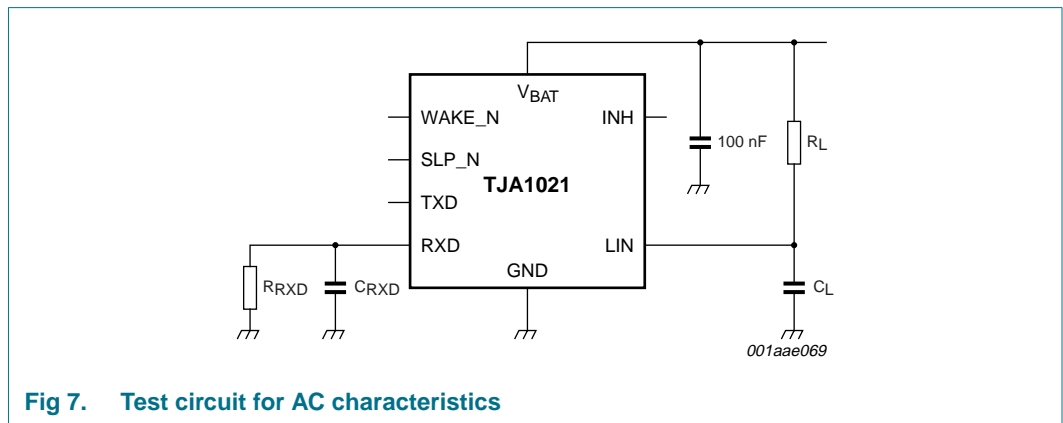 VBAT
WAKE_N
INH
SLP_N
100 nF
RL
TJA1021
TXD
RXD
LIN
GND
RRXD
CRXD
CL
001aae069
Fig 7. Test circuit for AC characteristics